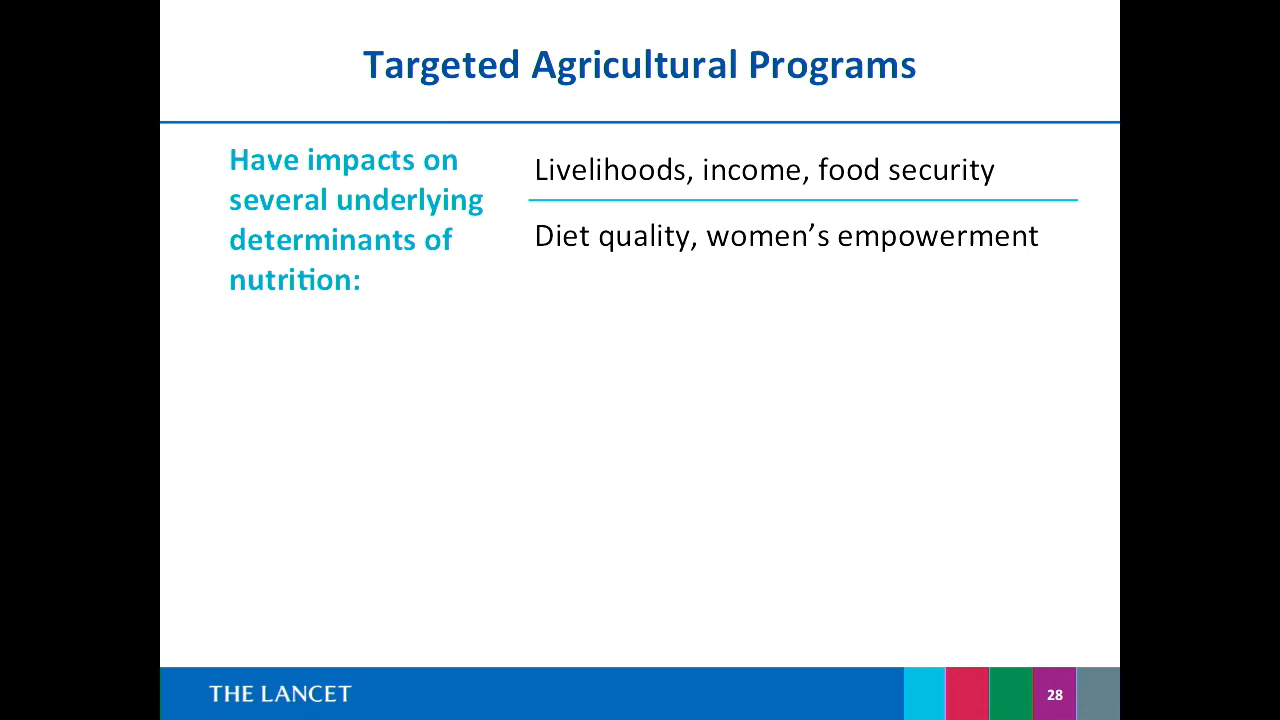 Targeted Agricultural Programs
Have impacts on
several underlying
determinants of
nutrition:
Livelihoods, income, food security
Diet quality, women’s empowerment
THE LANCET
28